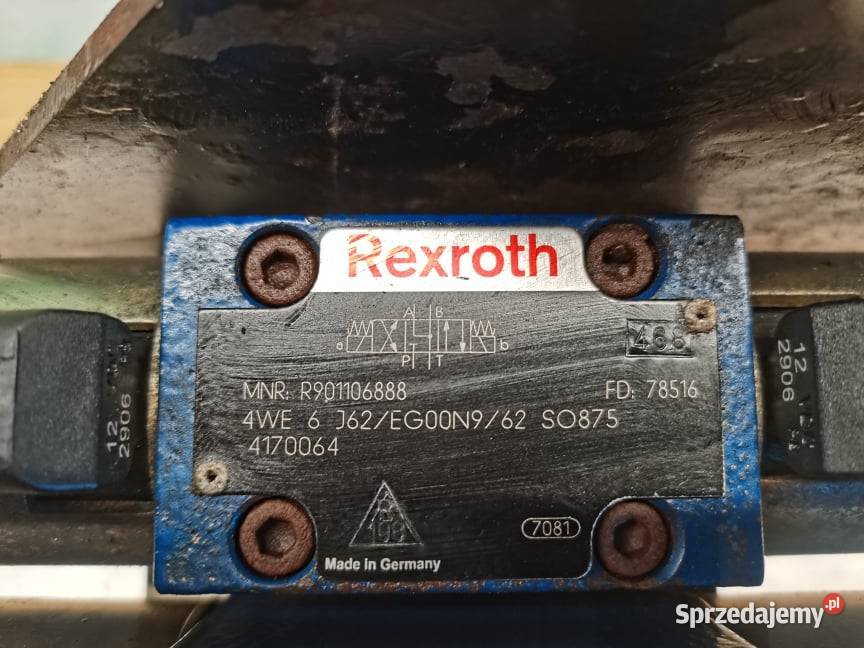 Rexroth
A B
a b
P T
468
MNR: R901106888 FD: 78516
4WE 6 J62/EG00N9/62 SO875
4170064
7081
Made in Germany
12
2906
12 V
2906
Sprzedajemy.pl